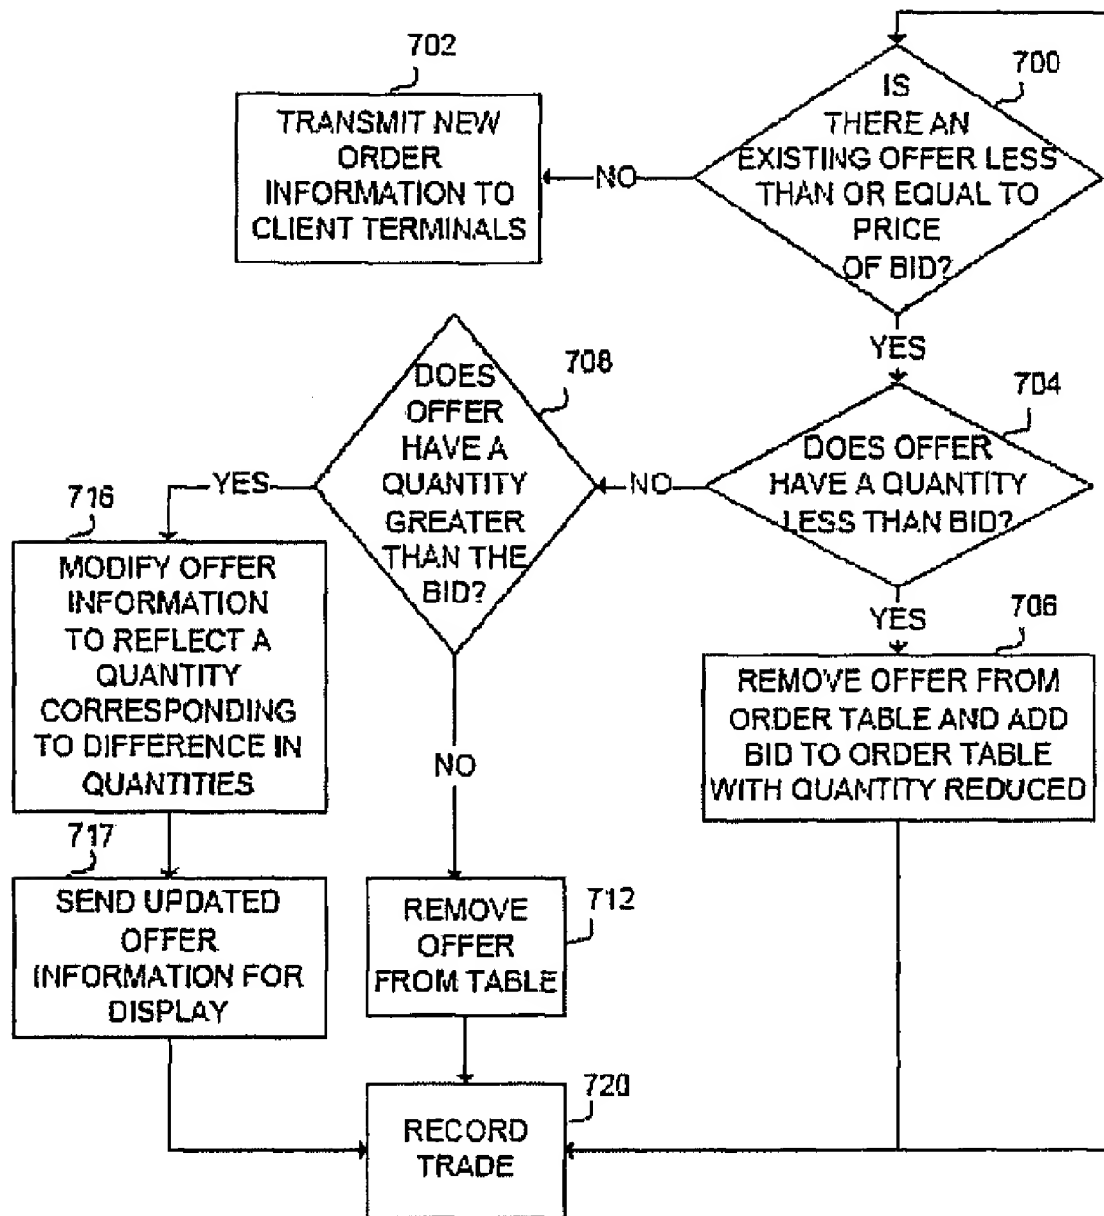 702
TRANSMIT NEW
ORDER
INFORMATION TO
CLIENT TERMINALS
NO
700
IS
THERE AN
EXISTING OFFER LESS
THAN OR EQUAL TO
PRICE
OF BID?
YES
708
DOES
OFFER
HAVE A
QUANTITY
GREATER
THAN THE
BID?
NO
704
DOES OFFER
HAVE A QUANTITY
LESS THAN BID?
YES
YES
716
MODIFY OFFER
INFORMATION
TO REFLECT A
QUANTITY
CORRESPONDING
TO DIFFERENCE IN
QUANTITIES
706
REMOVE OFFER FROM
ORDER TABLE AND ADD
BID TO ORDER TABLE
WITH QUANTITY REDUCED
NO
717
SEND UPDATED
OFFER
INFORMATION FOR
DISPLAY
712
REMOVE
OFFER
FROM TABLE
720
RECORD
TRADE